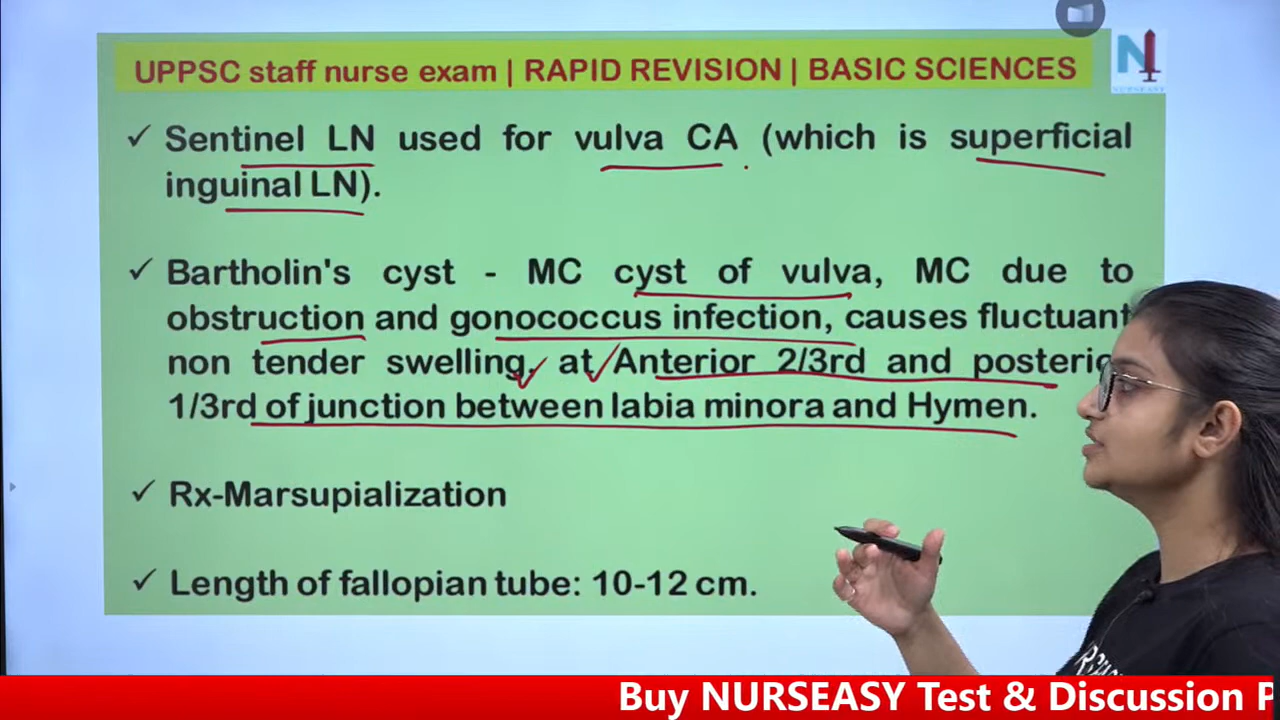 UPPSC staff nurse exam | RAPID REVISION | BASIC SCIENCES
N
NURSEASY
✓ Sentinel LN used for vulva CA (which is superficial
inguinal LN).
✓ Bartholin's cyst - MC cyst of vulva, MC due to
obstruction and gonococcus infection, causes fluctuant
non tender swelling, at Anterior 2/3rd and posterio
1/3rd of junction between labia minora and Hymen.
✓ Rx-Marsupialization
✓ Length of fallopian tube: 10-12 cm.
Buy NURSEASY Test & Discussion P